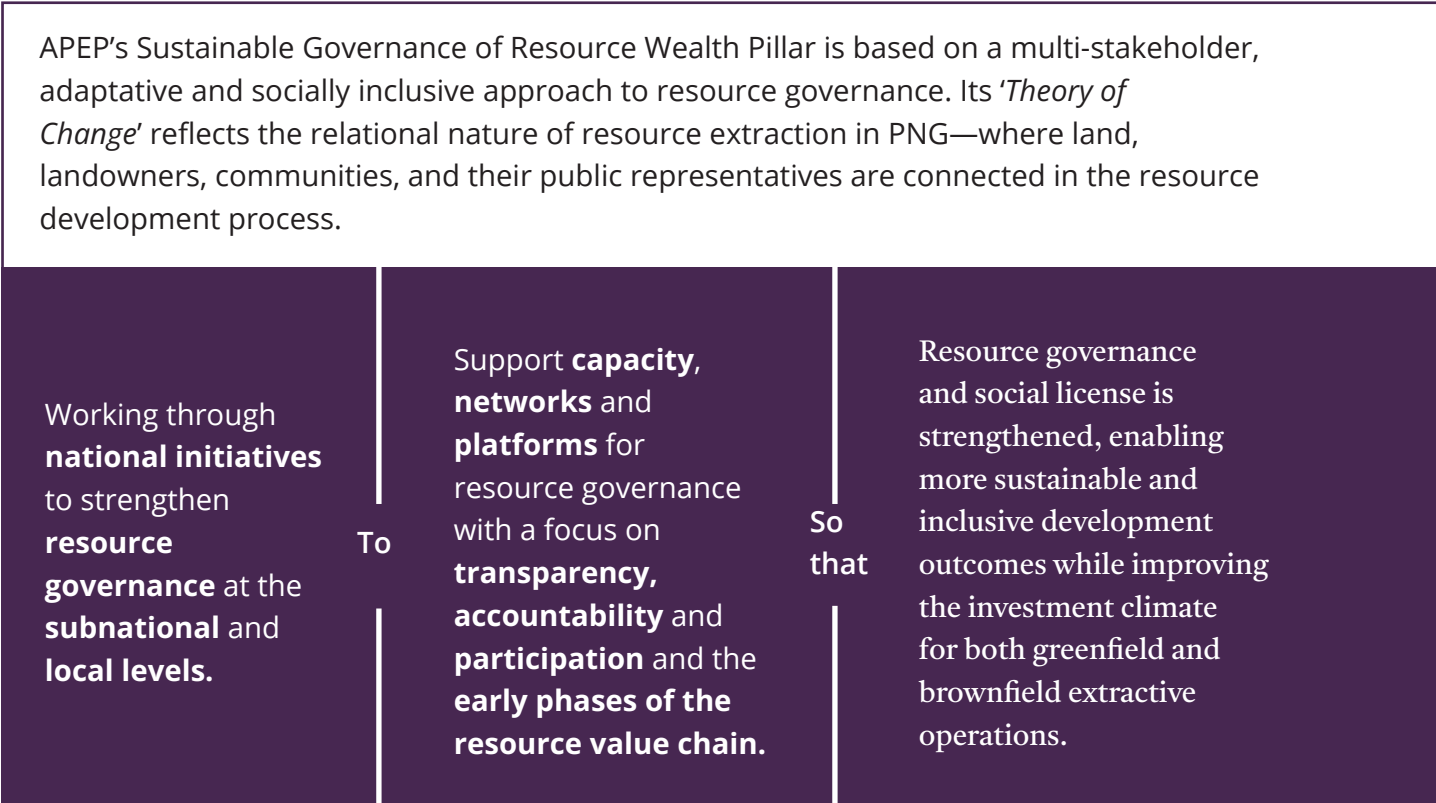 APEP’s Sustainable Governance of Resource Wealth Pillar is based on a multi-stakeholder,
adaptative and socially inclusive approach to resource governance. Its ‘Theory of
Change’ reflects the relational nature of resource extraction in PNG—where land,
landowners, communities, and their public representatives are connected in the resource
development process.
Working through
national initiatives
to strengthen
resource
governance at the
subnational and
local levels.
To
Support capacity,
networks and
platforms for
resource governance
with a focus on
transparency,
accountability and
participation and the
early phases of the
resource value chain.
So
that
Resource governance
and social license is
strengthened, enabling
more sustainable and
inclusive development
outcomes while improving
the investment climate
for both greenfield and
brownfield extractive
operations.